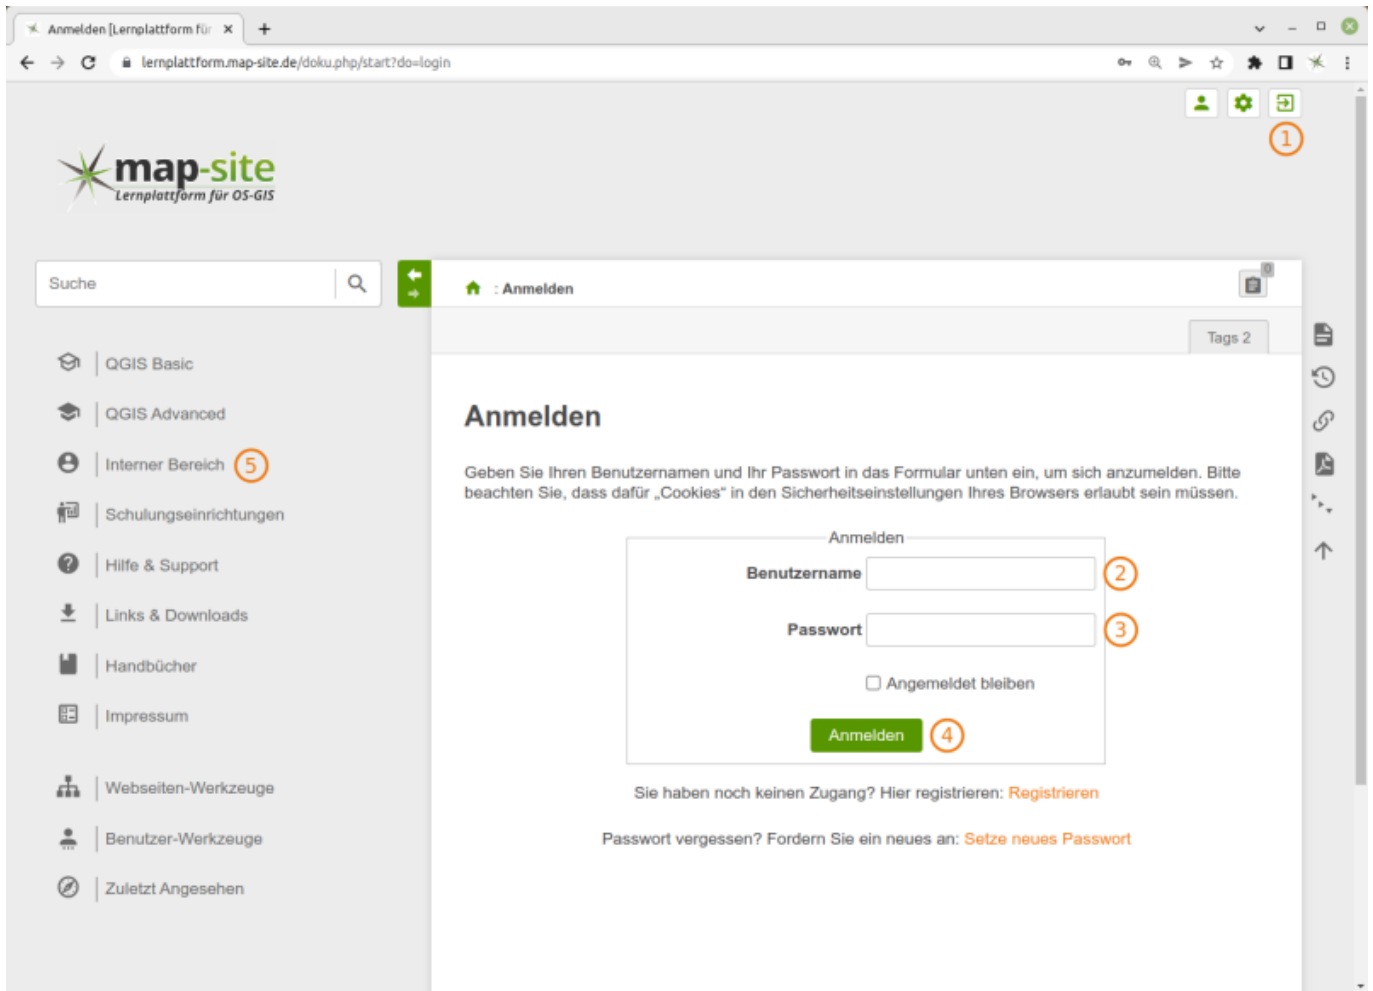 Anmelden [Lernplattform für
lernplattform.map-site.de/doku.php/start?do=login
1
map-site
Lernplattform für OS-GIS
Suche
: Anmelden
0
Tags 2
QGIS Basic
QGIS Advanced
Interner Bereich 5
Schulungseinrichtungen
Hilfe & Support
Links & Downloads
Handbücher
Impressum
Webseiten-Werkzeuge
Benutzer-Werkzeuge
Zuletzt Angesehen
Anmelden
Geben Sie Ihren Benutzernamen und Ihr Passwort in das Formular unten ein, um sich anzumelden. Bitte
beachten Sie, dass dafür „Cookies“ in den Sicherheitseinstellungen Ihres Browsers erlaubt sein müssen.
Anmelden
Benutzername 2
Passwort 3
Angemeldet bleiben
Anmelden 4
Sie haben noch keinen Zugang? Hier registrieren: Registrieren
Passwort vergessen? Fordern Sie ein neues an: Setze neues Passwort